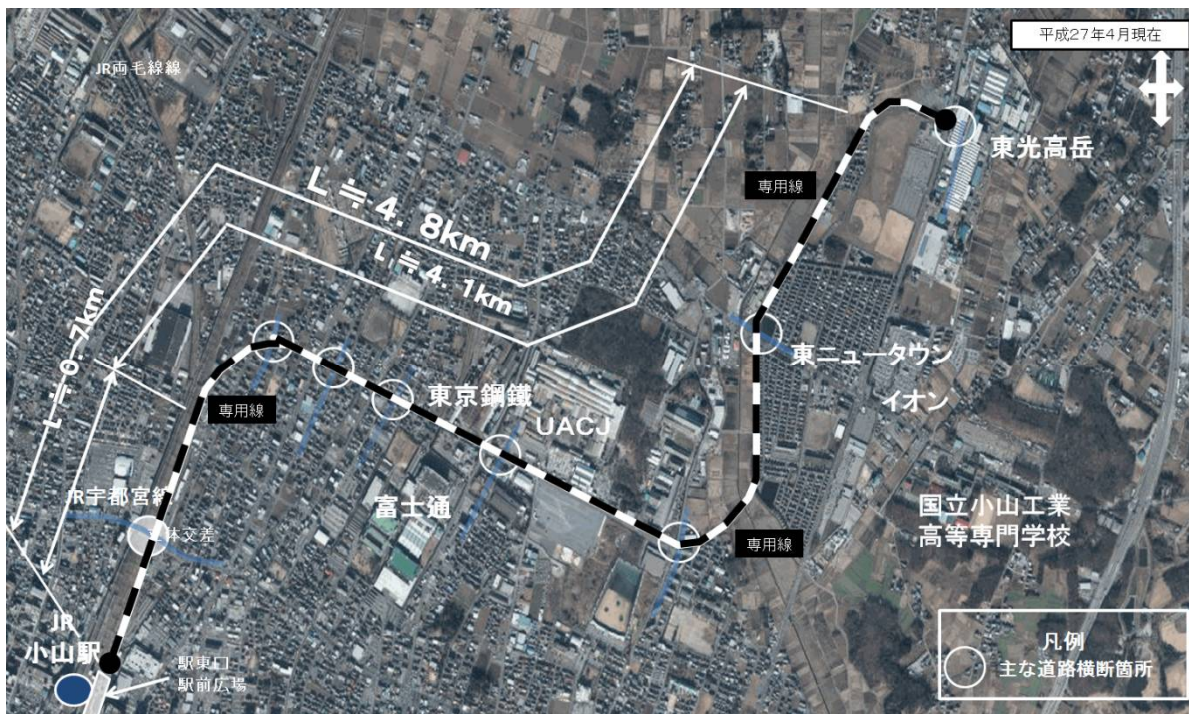 平成27年4月現在
JR両毛線線
東光高岳
専用線
L≒4.8km
L≒4.1km
L≒0.7km
東ニュータウン
イオン
専用線
東京鋼鐵
UACJ
JR宇都宮線
体交差
富士通
国立小山工業
高等専門学校
専用線
JR
小山駅
駅東口
駅前広場
凡例
主な道路横断箇所